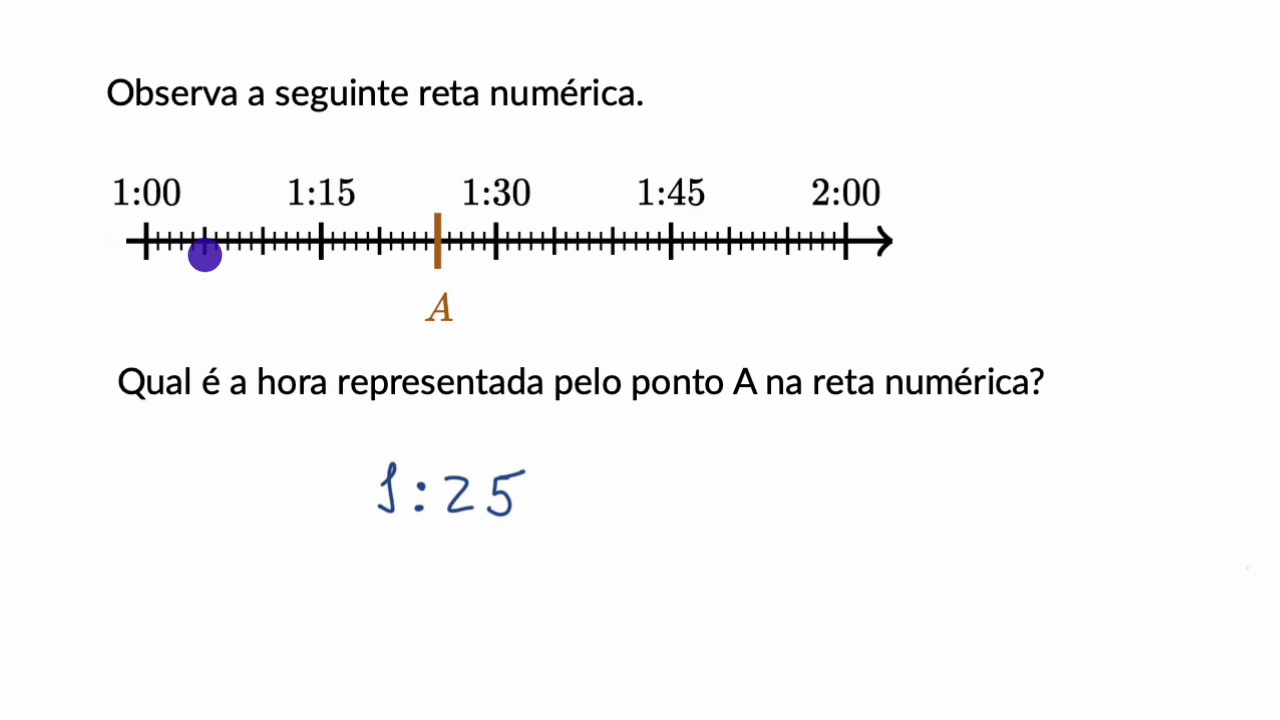 Observa a seguinte reta numérica.
1:00 1:15 1:30 1:45 2:00
A
Qual é a hora representada pelo ponto A na reta numérica?
1:25